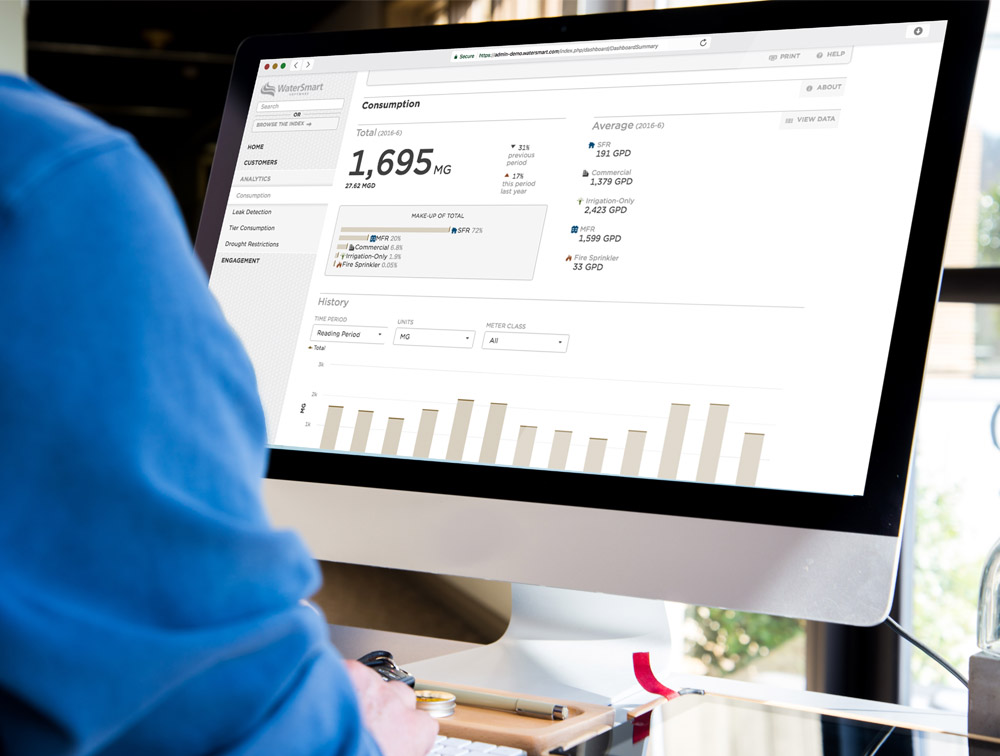 Secure https://admin-demo.watersmart.com/index.php/dashboard/DashboardSummary
WaterSmart
SOFTWARE
Search
OR
BROWSE THE INDEX
HOME
CUSTOMERS
ANALYTICS
Consumption
Leak Detection
Tier Consumption
Drought Restrictions
ENGAGEMENT
PRINT
? HELP
ABOUT
Consumption
Total (2016-6)
1,695 MG
27.62 MGD
31%
previous
period
17%
this period
last year
MAKE-UP OF TOTAL
SFR 72%
MFR 20%
Commercial 6.8%
Irrigation-Only 1.9%
Fire Sprinkler 0.05%
Average (2016-6)
VIEW DATA
SFR
191 GPD
Commercial
1,379 GPD
Irrigation-Only
2,423 GPD
MFR
1,599 GPD
Fire Sprinkler
33 GPD
History
TIME PERIOD
Reading Period
UNITS
MG
METER CLASS
All
Total
3k
2k
1k
MG